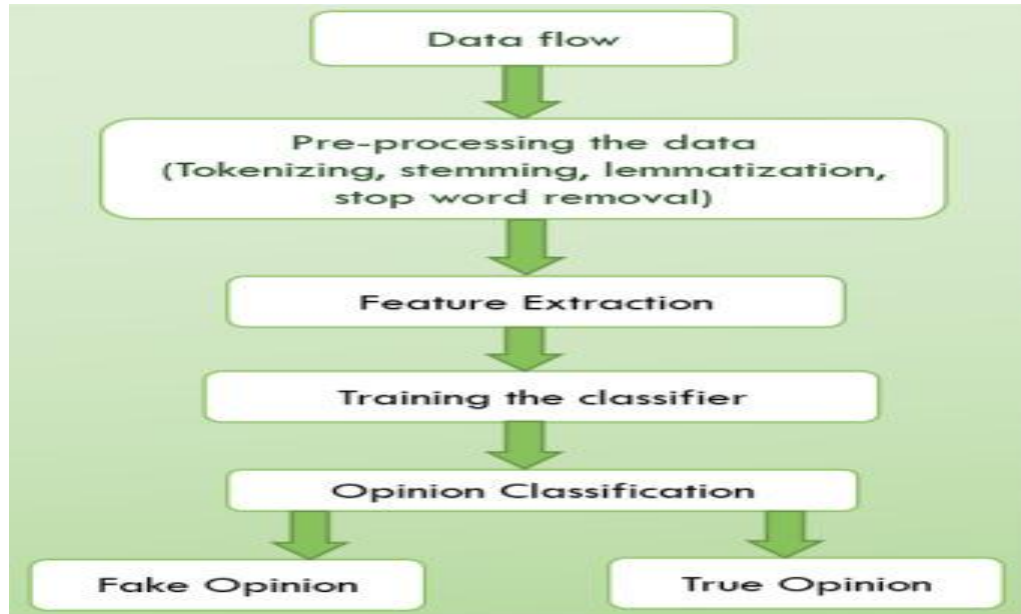 Data flow
Pre-processing the data
(Tokenizing, stemming, lemmatization,
stop word removal)
Feature Extraction
Training the classifier
Opinion Classification
Fake Opinion
True Opinion